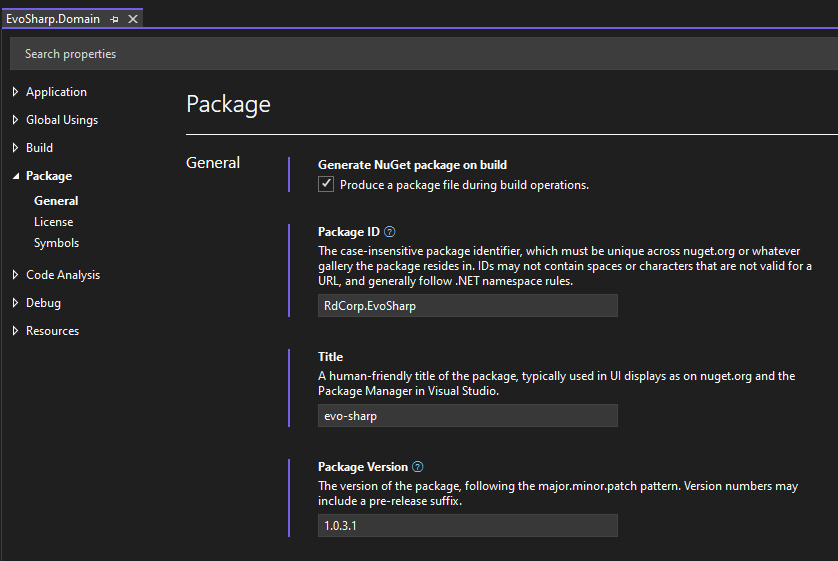 EvoSharp.Domain
Search properties
Application
Global Usings
Build
Package
General
License
Symbols
Code Analysis
Debug
Resources
Package
General
Generate NuGet package on build
Produce a package file during build operations.
Package ID
The case-insensitive package identifier, which must be unique across nuget.org or whatever
gallery the package resides in. IDs may not contain spaces or characters that are not valid for a
URL, and generally follow .NET namespace rules.
RdCorp.EvoSharp
Title
A human-friendly title of the package, typically used in UI displays as on nuget.org and the
Package Manager in Visual Studio.
evo-sharp
Package Version
The version of the package, following the major.minor.patch pattern. Version numbers may
include a pre-release suffix.
1.0.3.1